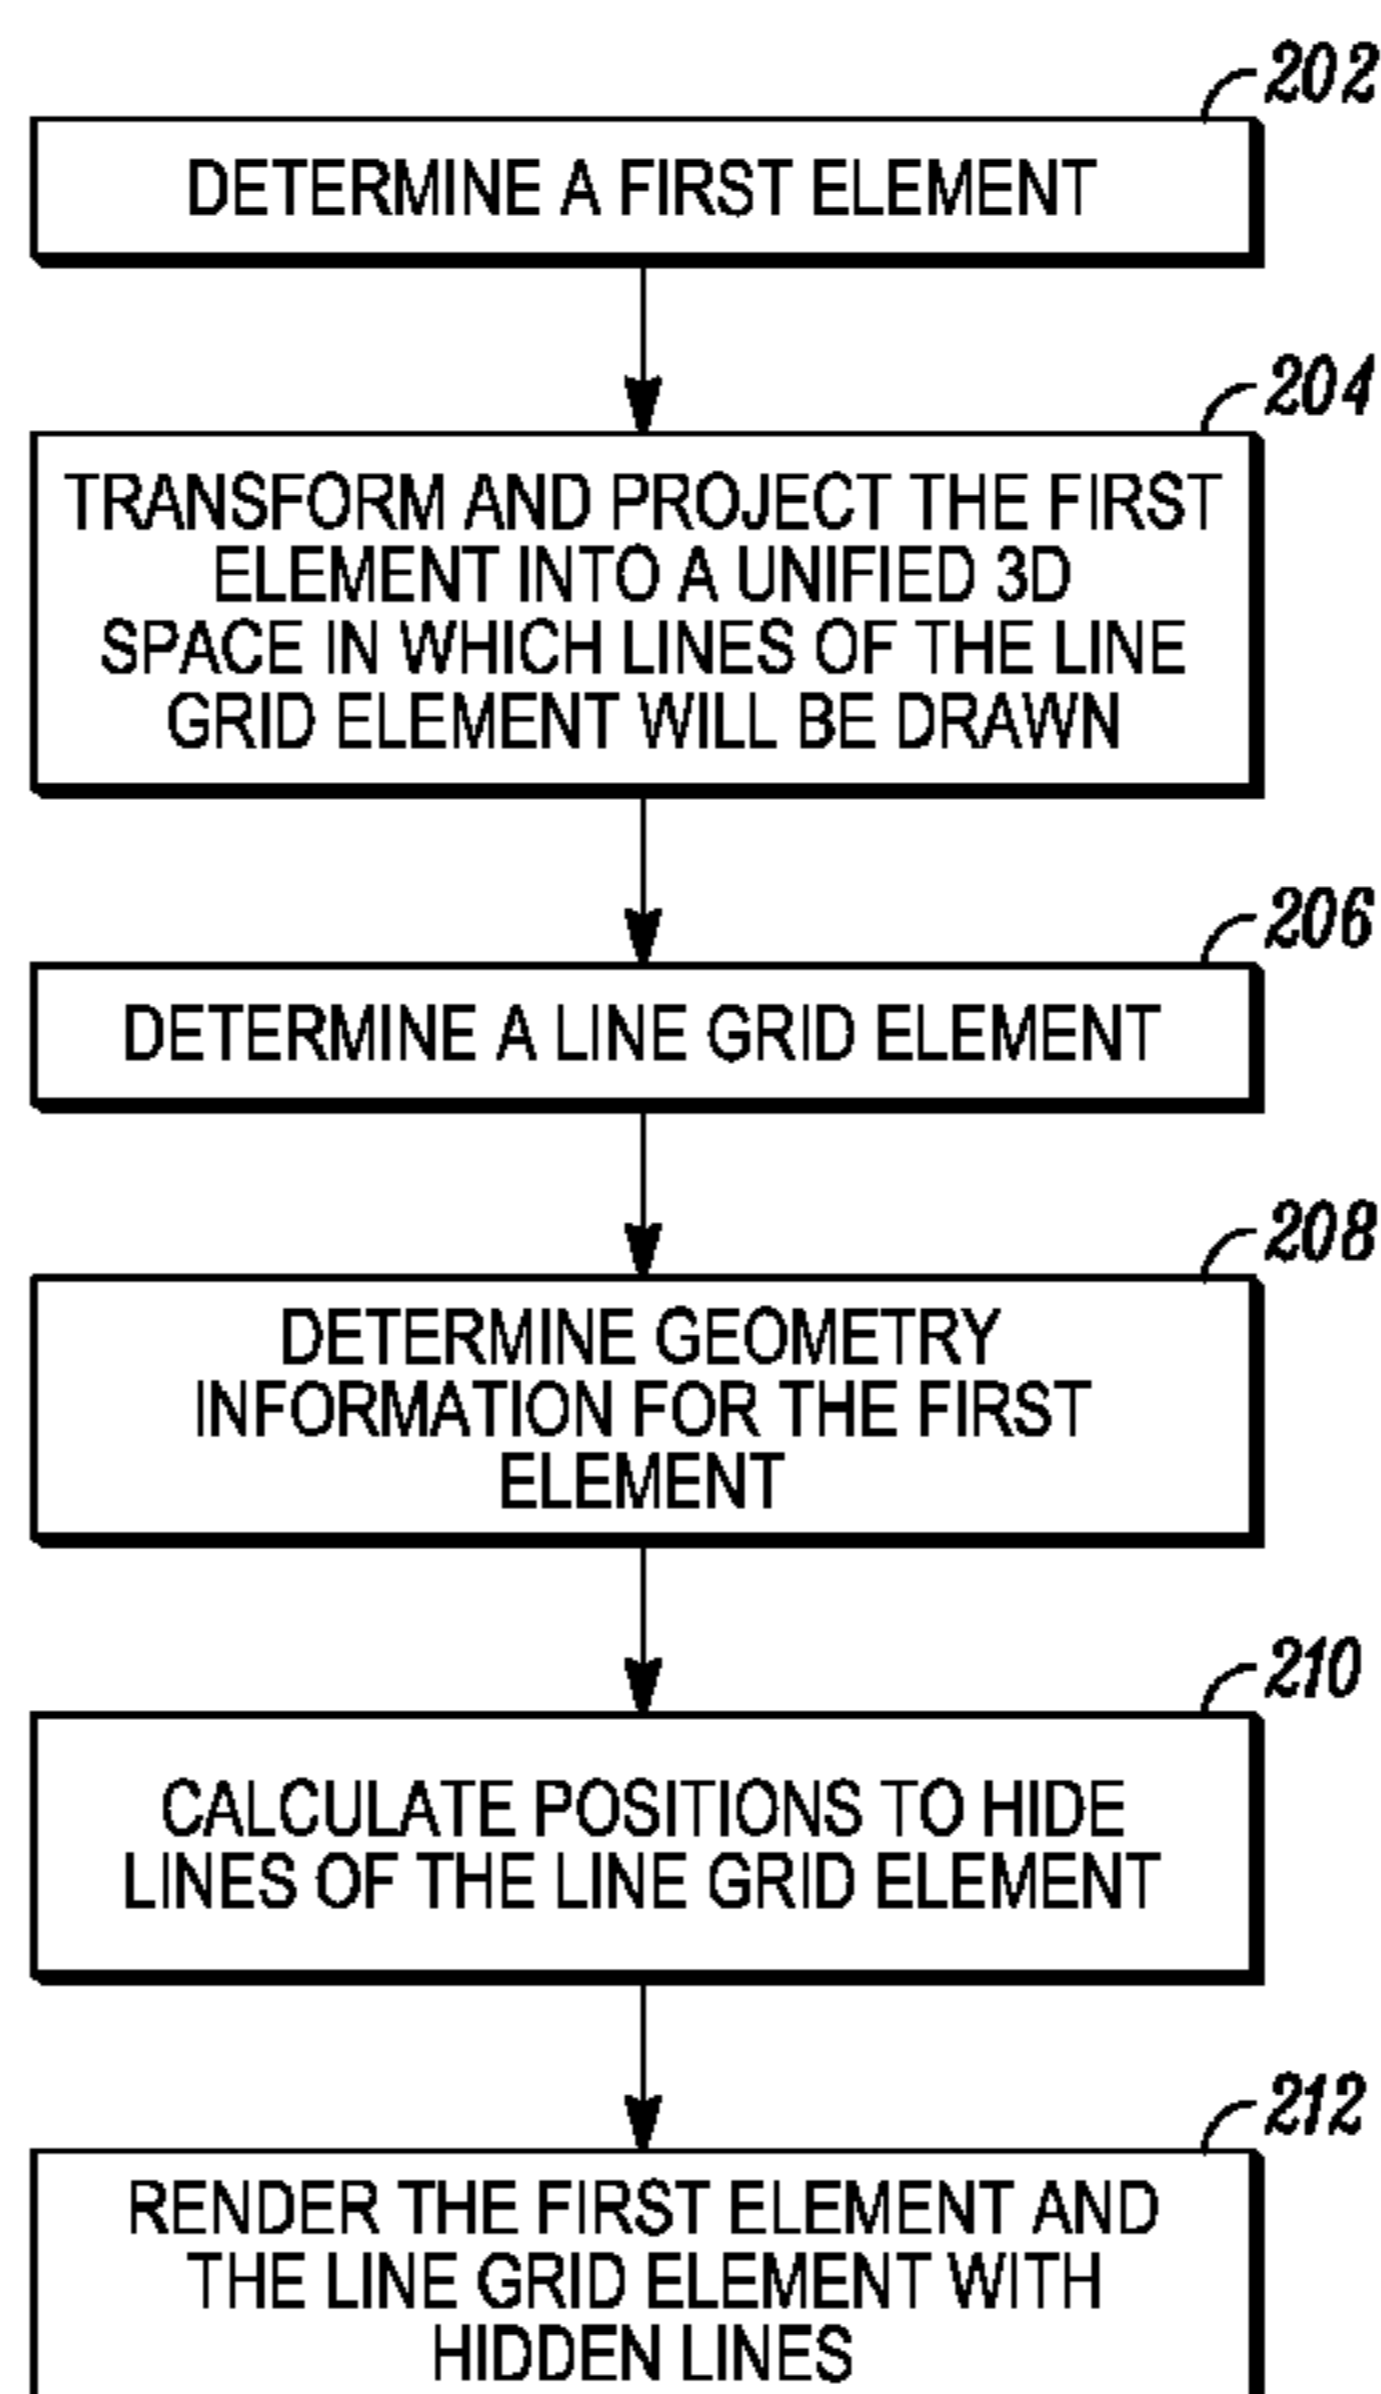 202
DETERMINE A FIRST ELEMENT
204
TRANSFORM AND PROJECT THE FIRST
ELEMENT INTO A UNIFIED 3D
SPACE IN WHICH LINES OF THE LINE
GRID ELEMENT WILL BE DRAWN
206
DETERMINE A LINE GRID ELEMENT
208
DETERMINE GEOMETRY
INFORMATION FOR THE FIRST
ELEMENT
210
CALCULATE POSITIONS TO HIDE
LINES OF THE LINE GRID ELEMENT
212
RENDER THE FIRST ELEMENT AND
THE LINE GRID ELEMENT WITH
HIDDEN LINES